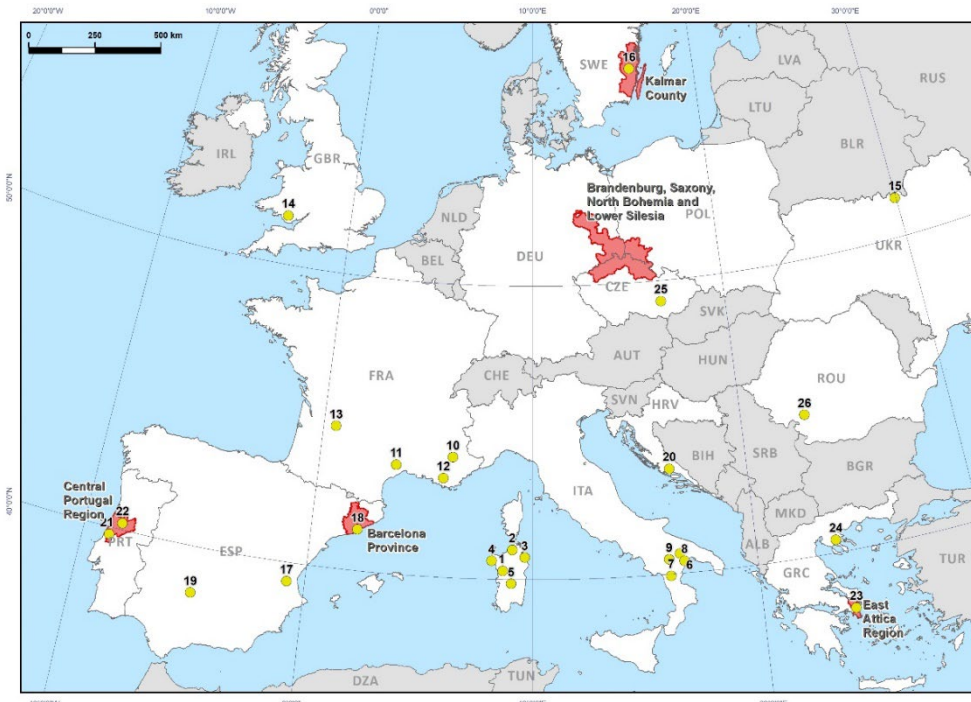 20°0'0"W
10°0'0"W
0°0'0"
10°0'0"E
20°0'0"E
30°0'0"E
0 250 500 km
SWE
16
Kalmar
County
LVA
RUS
LTU
IRL
GBR
BLR
50°0'0"N
14
15
NLD
Brandenburg, Saxony,
North Bohemia and
Lower Silesia
POL
UKR
BEL
DEU
CZE
25
SVK
FRA
CHE
AUT
HUN
ROU
SVN
HRV
13
26
11
10
12
20
BIH
SRB
BGR
40°0'0"N
Central
Portugal
Region
22
21
PRT
ESP
18
Barcelona
Province
ITA
MKD
ALB
24
TUR
2
4
3
1
5
9
8
7
6
GRC
19
17
23
East
Attica
Region
DZA
TUN